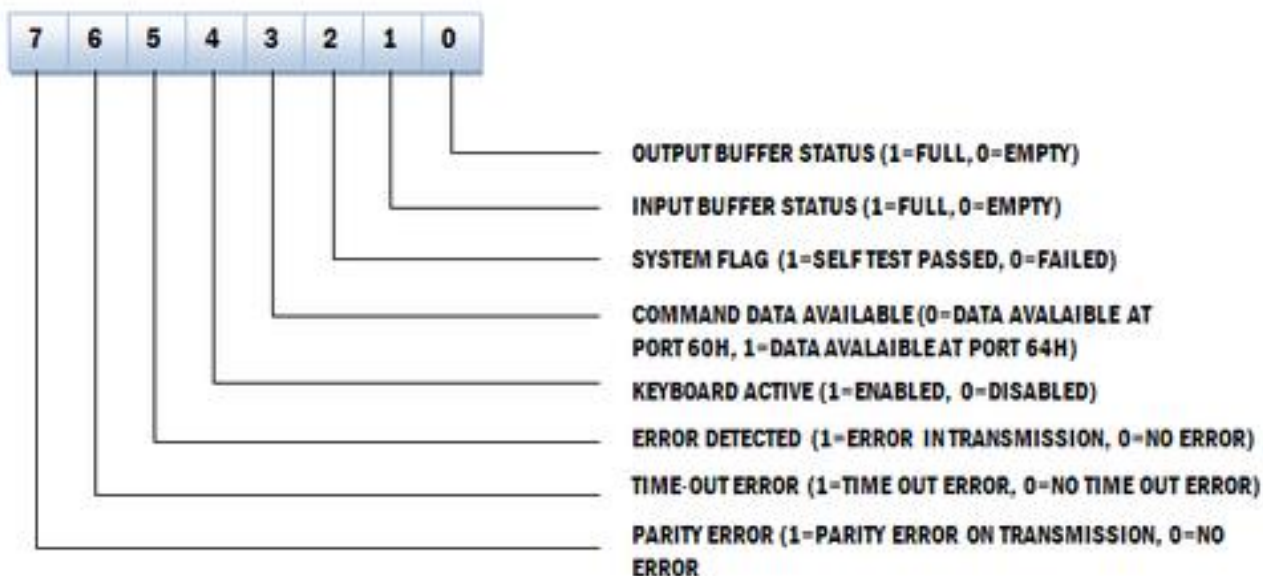 7 6 5 4 3 2 1 0
OUTPUT BUFFER STATUS (1=FULL, 0=EMPTY)
INPUT BUFFER STATUS (1=FULL, 0=EMPTY)
SYSTEM FLAG (1=SELF TEST PASSED, 0=FAILED)
COMMAND DATA AVAILABLE (0=DATA AVALAIBLE AT
PORT 60H, 1=DATA AVALAIBLE AT PORT 64H)
KEYBOARD ACTIVE (1=ENABLED, 0=DISABLED)
ERROR DETECTED (1=ERROR IN TRANSMISSION, 0=NO ERROR)
TIME-OUT ERROR (1=TIME OUT ERROR, 0=NO TIME OUT ERROR)
PARITY ERROR (1=PARITY ERROR ON TRANSMISSION, 0=NO
ERROR